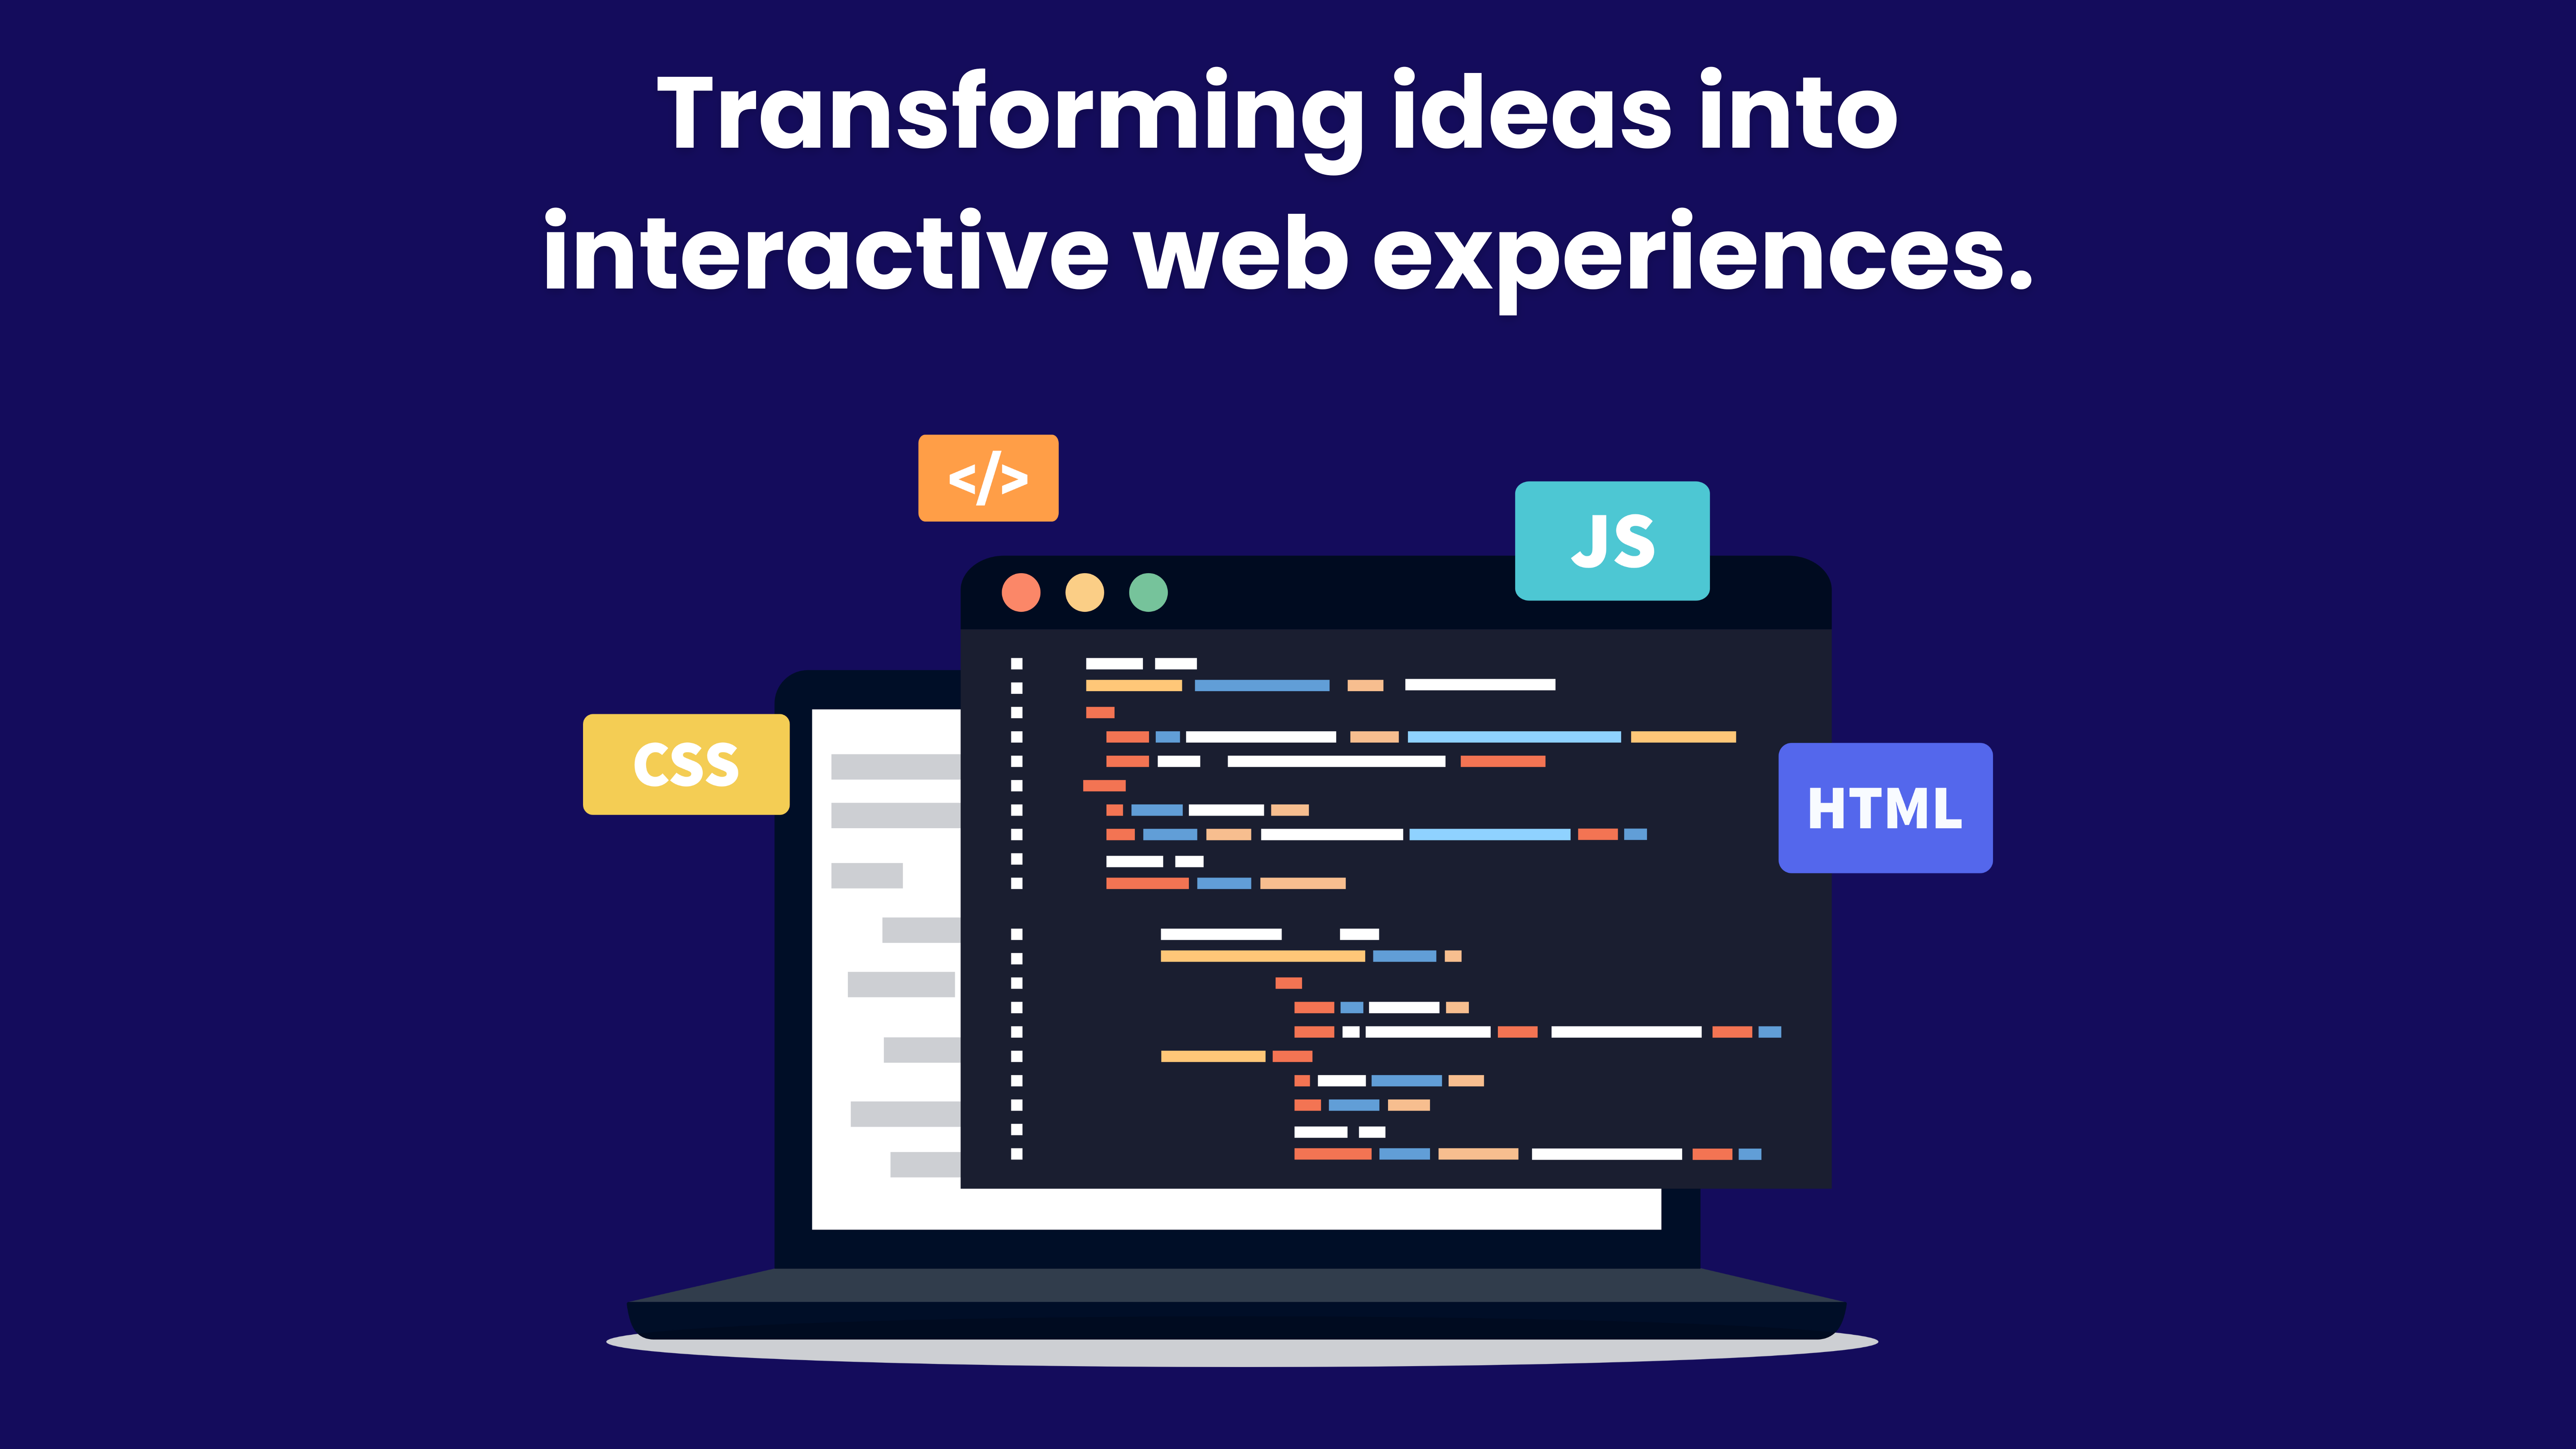 Transforming ideas into
interactive web experiences.
</>
JS
CSS
HTML